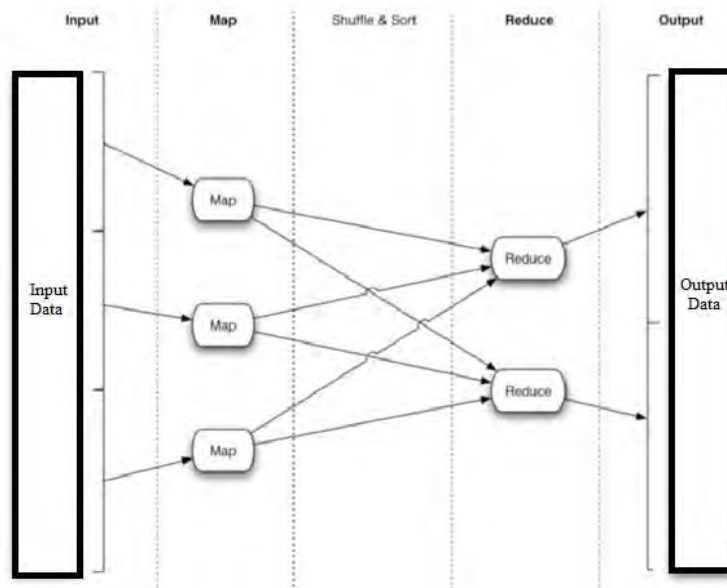 Input Map Shuffle & Sort Reduce Output
Map
Reduce
Input
Data
Map
Output
Data
Reduce
Map